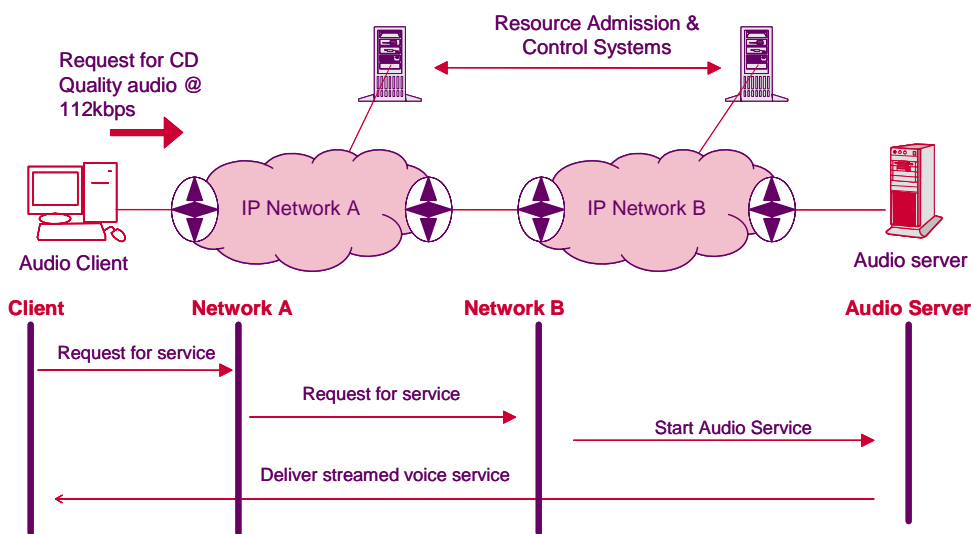 Resource Admission &
Control Systems
Request for CD
Quality audio @
112kbps
IP Network A
IP Network B
Audio Client
Audio server
Client
Network A
Network B
Audio Server
Request for service
Request for service
Start Audio Service
Deliver streamed voice service